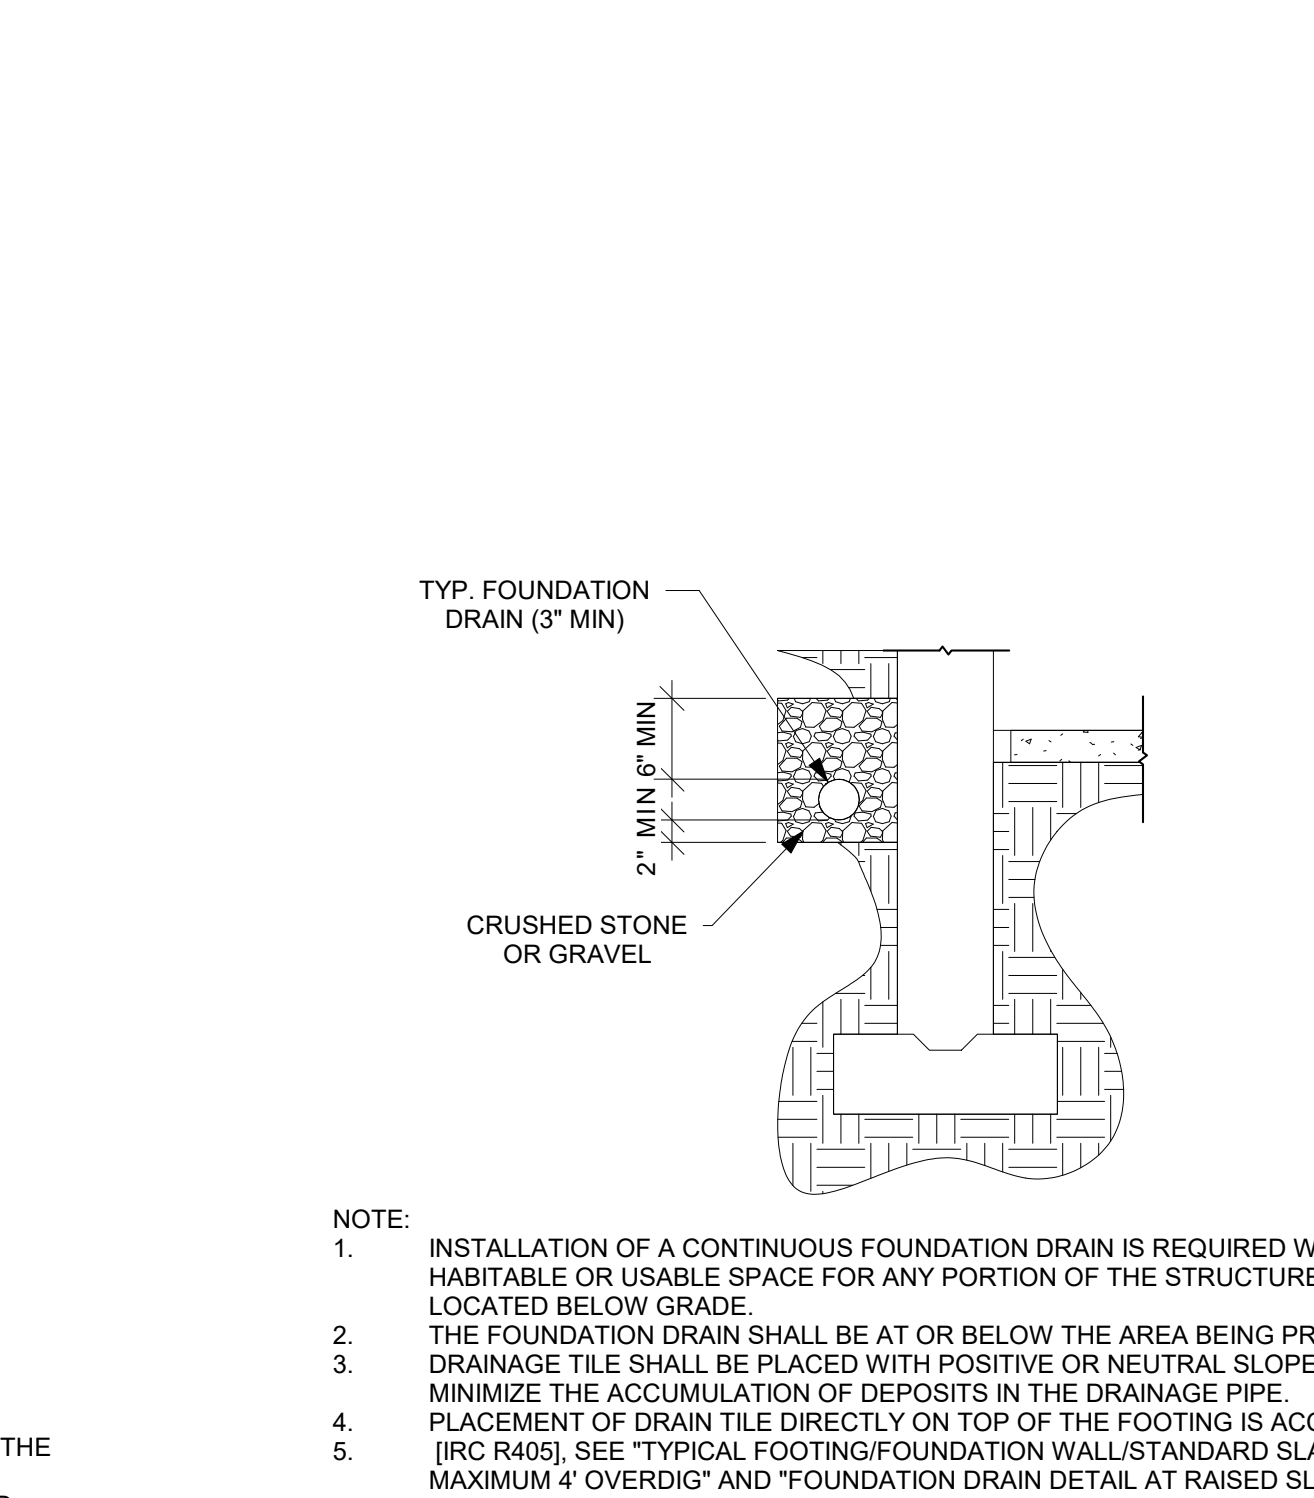 TYP. FOUNDATION
DRAIN (3" MIN)
6" MIN
2" MIN
CRUSHED STONE
OR GRAVEL
NOTE:
1. INSTALLATION OF A CONTINUOUS FOUNDATION DRAIN IS REQUIRED
HABITABLE OR USABLE SPACE FOR ANY PORTION OF THE STRUCTURE
LOCATED BELOW GRADE.
2. THE FOUNDATION DRAIN SHALL BE AT OR BELOW THE AREA BEING
3. DRAINAGE TILE SHALL BE PLACED WITH POSITIVE OR NEUTRAL SLOPE
MINIMIZE THE ACCUMULATION OF DEPOSITS IN THE DRAINAGE PIPE.
4. PLACEMENT OF DRAIN TILE DIRECTLY ON TOP OF THE FOOTING IS
THE
5. [IRC R405], SEE "TYPICAL FOOTING/FOUNDATION WALL/STANDARD
MAXIMUM 4' OVERDIG" AND "FOUNDATION DRAIN DETAIL AT RAISED